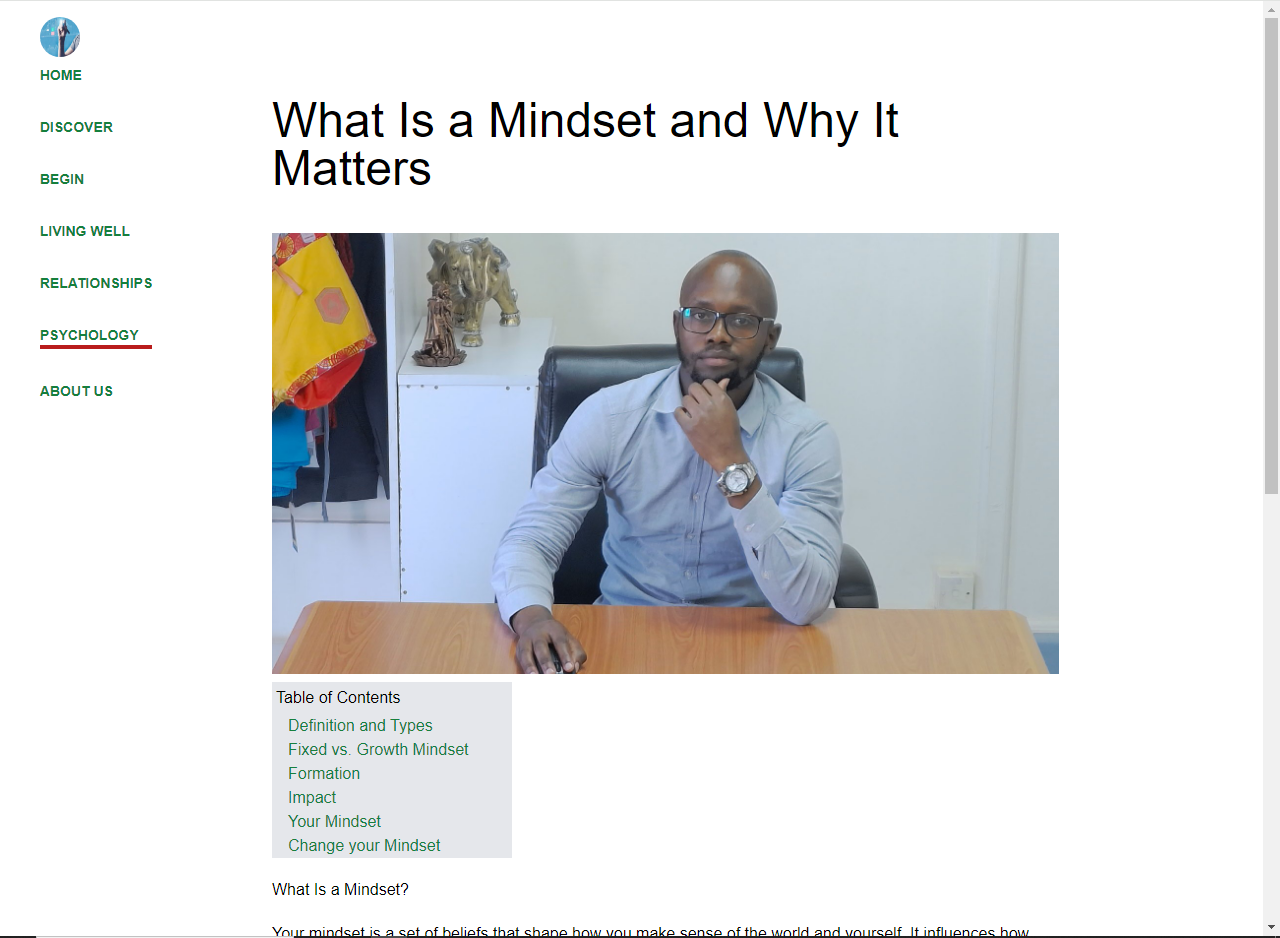 HOME
DISCOVER
BEGIN
LIVING WELL
RELATIONSHIPS
PSYCHOLOGY
ABOUT US
What Is a Mindset and Why It
Matters
Table of Contents
Definition and Types
Fixed vs. Growth Mindset
Formation
Impact
Your Mindset
Change your Mindset
What Is a Mindset?
Your mindset is a set of beliefs that shape how you make sense of the world and yourself. It influences how